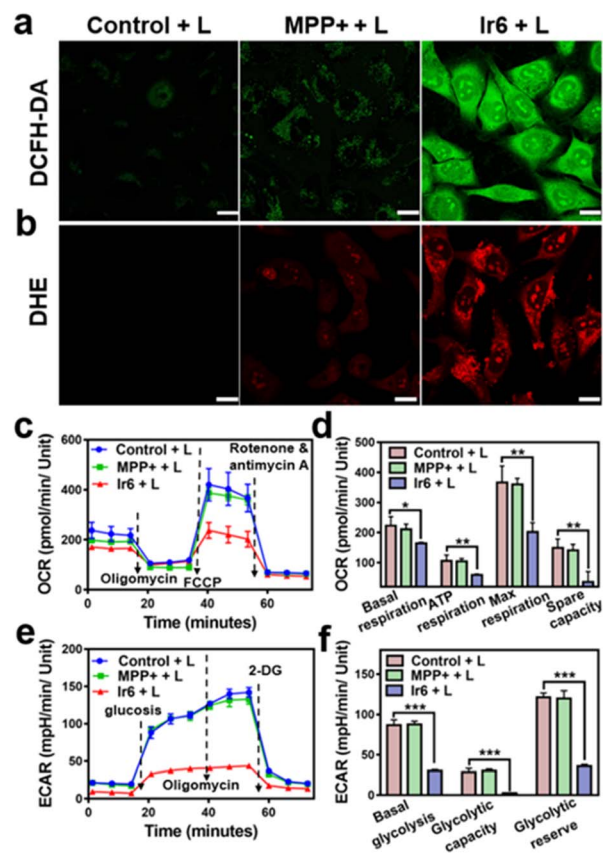 a
Control + L
MPP+ + L
Ir6 + L
DCFH-DA
b
DHE
c
OCR (pmol/min/ Unit)
600
400
200
0
Control + L
MPP+ + L
Ir6 + L
Rotenone &
antimycin A
Oligomycin
FCCP
0
20
40
60
Time (minutes)
d
OCR (pmol/min/ Unit)
500
400
300
200
100
0
Control + L
MPP+ + L
Ir6 + L
*
**
**
**
Basal
respiration
ATP
respiration
Max
respiration
Spare
capacity
e
ECAR (mpH/min/ Unit)
200
150
100
50
0
Control + L
MPP+ + L
Ir6 + L
2-DG
glucosis
Oligomycin
0
20
40
60
Time (minutes)
f
ECAR (mpH/min/ Unit)
200
150
100
50
0
Control + L
MPP+ + L
Ir6 + L
***
***
***
Basal
glycolysis
Glycolytic
capacity
Glycolytic
reserve